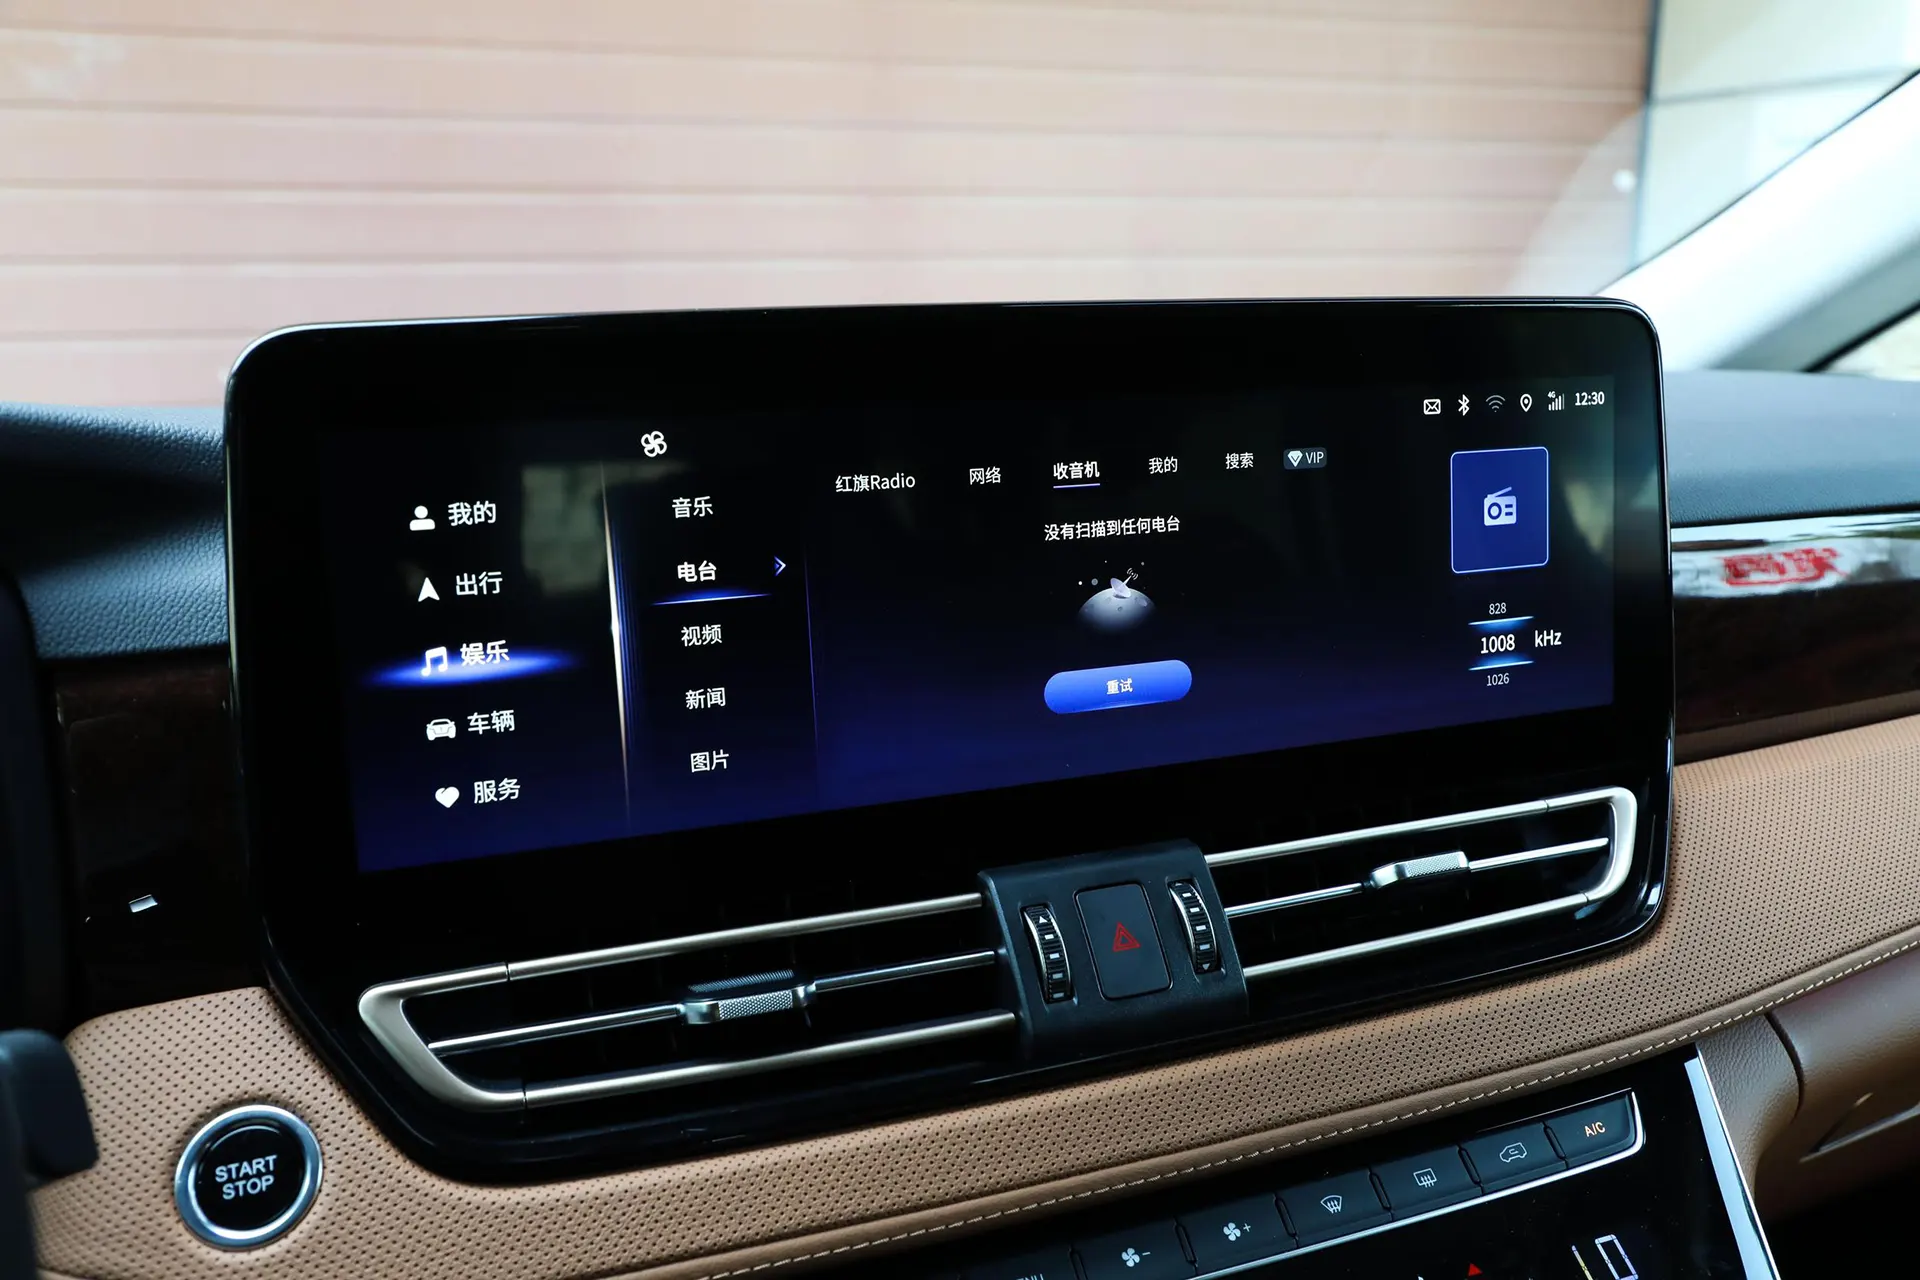 4G
12:30
我的
出行
娱乐
车辆
服务
音乐
电台
视频
新闻
图片
红旗Radio
网络
收音机
我的
搜索
VIP
没有扫描到任何电台
重试
828
1008 kHz
1026
START
STOP
A/C